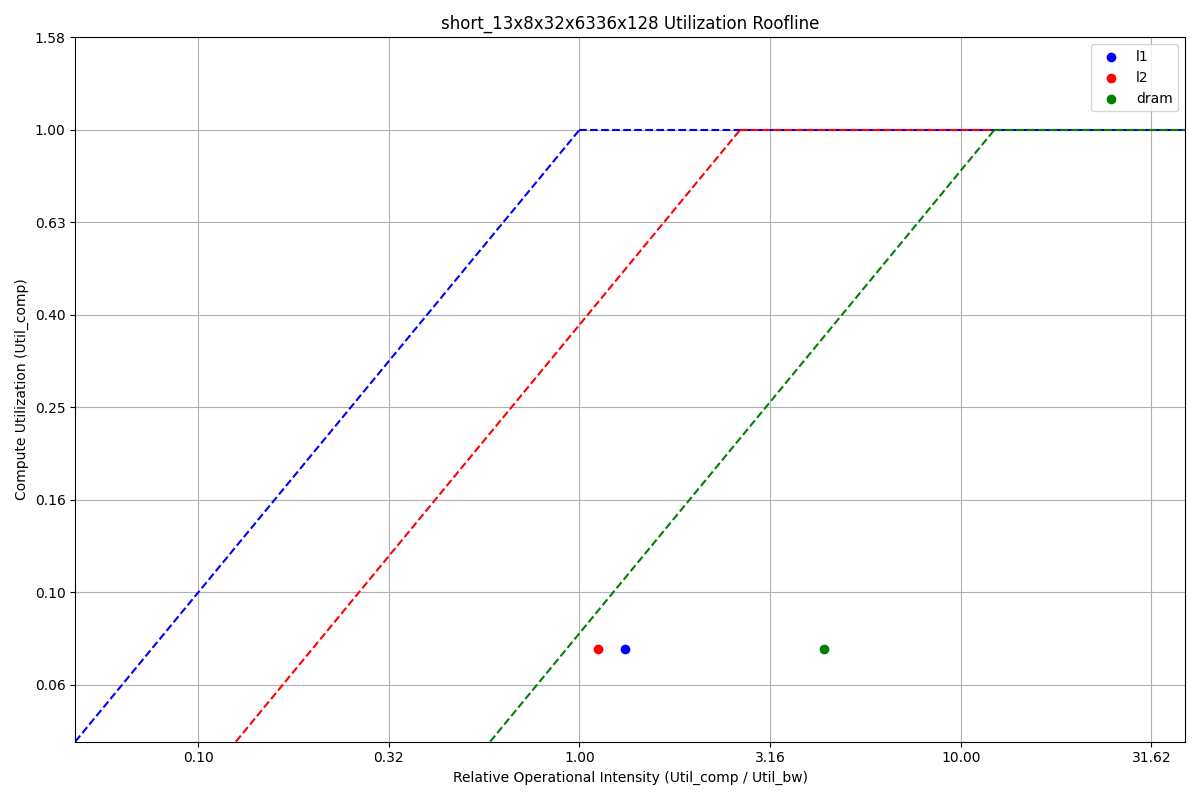 short_13x8x32x6336x128 Utilization Roofline
1.58
1.00
0.63
0.40
0.25
0.16
0.10
0.06
Compute Utilization (Util_comp)
l1
l2
dram
0.10
0.32
1.00
3.16
10.00
31.62
Relative Operational Intensity (Util_comp / Util_bw)